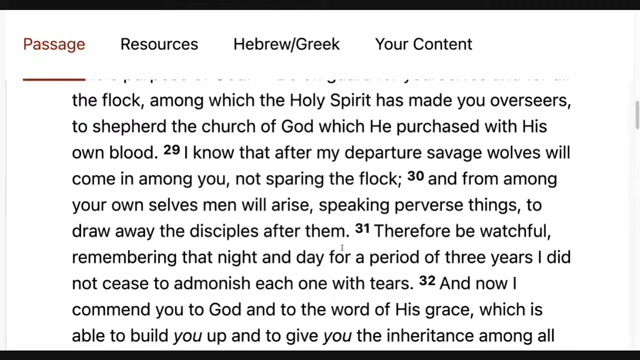 Passage Resources Hebrew/Greek Your Content
the flock, among which the Holy Spirit has made you overseers,
to shepherd the church of God which He purchased with His
own blood. 29 I know that after my departure savage wolves will
come in among you, not sparing the flock; 30 and from among
your own selves men will arise, speaking perverse things, to
draw away the disciples after them. 31 Therefore be watchful,
remembering that night and day for a period of three years I did
not cease to admonish each one with tears. 32 And now I
commend you to God and to the word of His grace, which is
able to build you up and to give you the inheritance among all